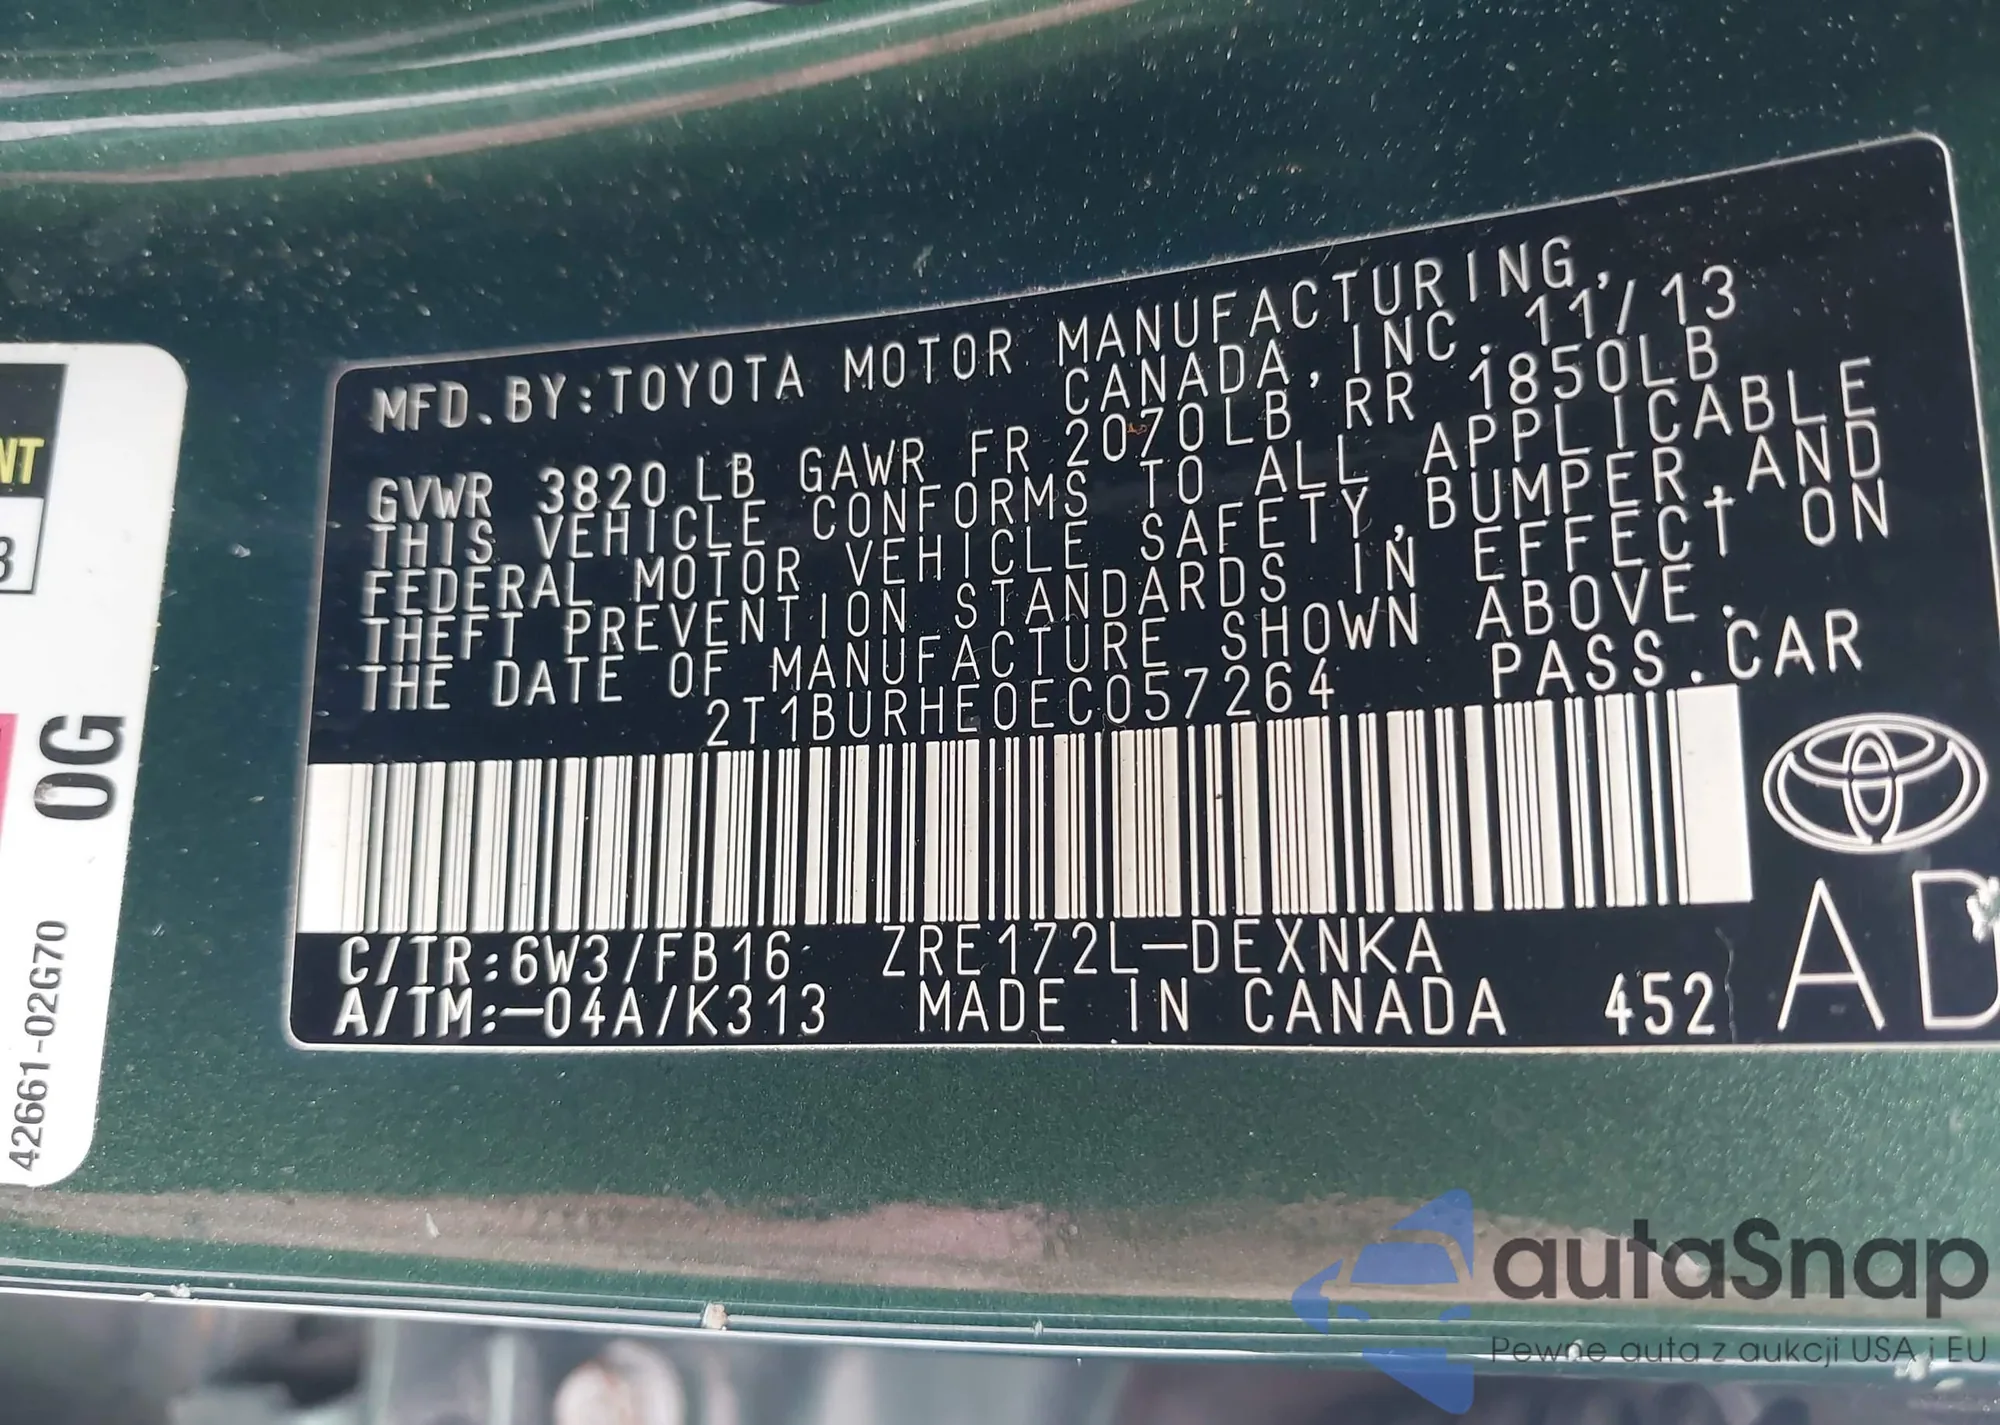 MFD. BY: TOYOTA MOTOR MANUFACTURING,
CANADA, INC. 11/13
GVWR 3820 LB GAWR FR 2070LB RR 1850LB
THIS VEHICLE CONFORMS TO ALL APPLICABLE
FEDERAL MOTOR VEHICLE SAFETY, BUMPER, AND
THEFT PREVENTION STANDARDS IN EFFECT ON
THE DATE OF MANUFACTURE SHOWN ABOVE.
2T1BURHE0EC057264 PASS. CAR
C/TR: 6W3/FB16 ZRE172L-DEXNKA
A/TM: -04A/K313 MADE IN CANADA 452
AD
NT
3
0G
42661-02G70
autaSnap
Pewne auta z aukcji USA i EU